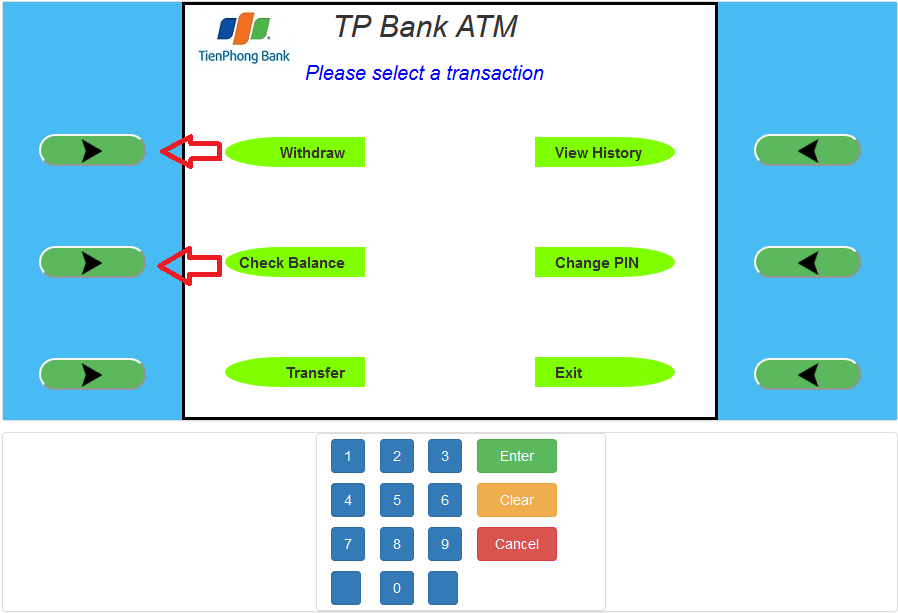 TP Bank ATM
TienPhong Bank
Please select a transaction
Withdraw
View History
Check Balance
Change PIN
Transfer
Exit
1 2 3 Enter
4 5 6 Clear
7 8 9 Cancel
0